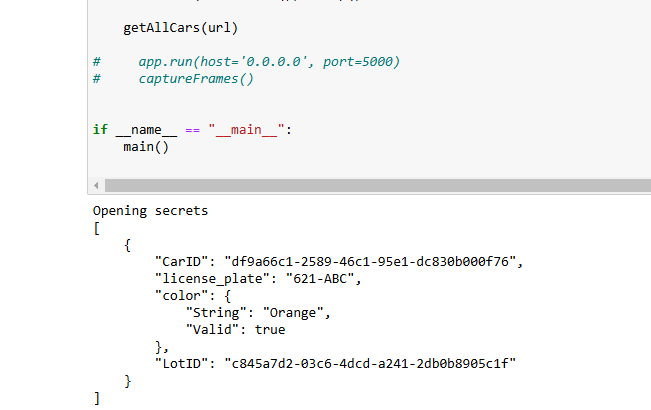 getAllCars(url)
#     app.run(host='0.0.0.0', port=5000)
#     captureFrames()
if __name__ == "__main__":
    main()
Opening secrets
[
    {
        "CarID": "df9a66c1-2589-46c1-95e1-dc830b000f76",
        "license_plate": "621-ABC",
        "color": {
            "String": "Orange",
            "Valid": true
        },
        "LotID": "c845a7d2-03c6-4dcd-a241-2db0b8905c1f"
    }
]